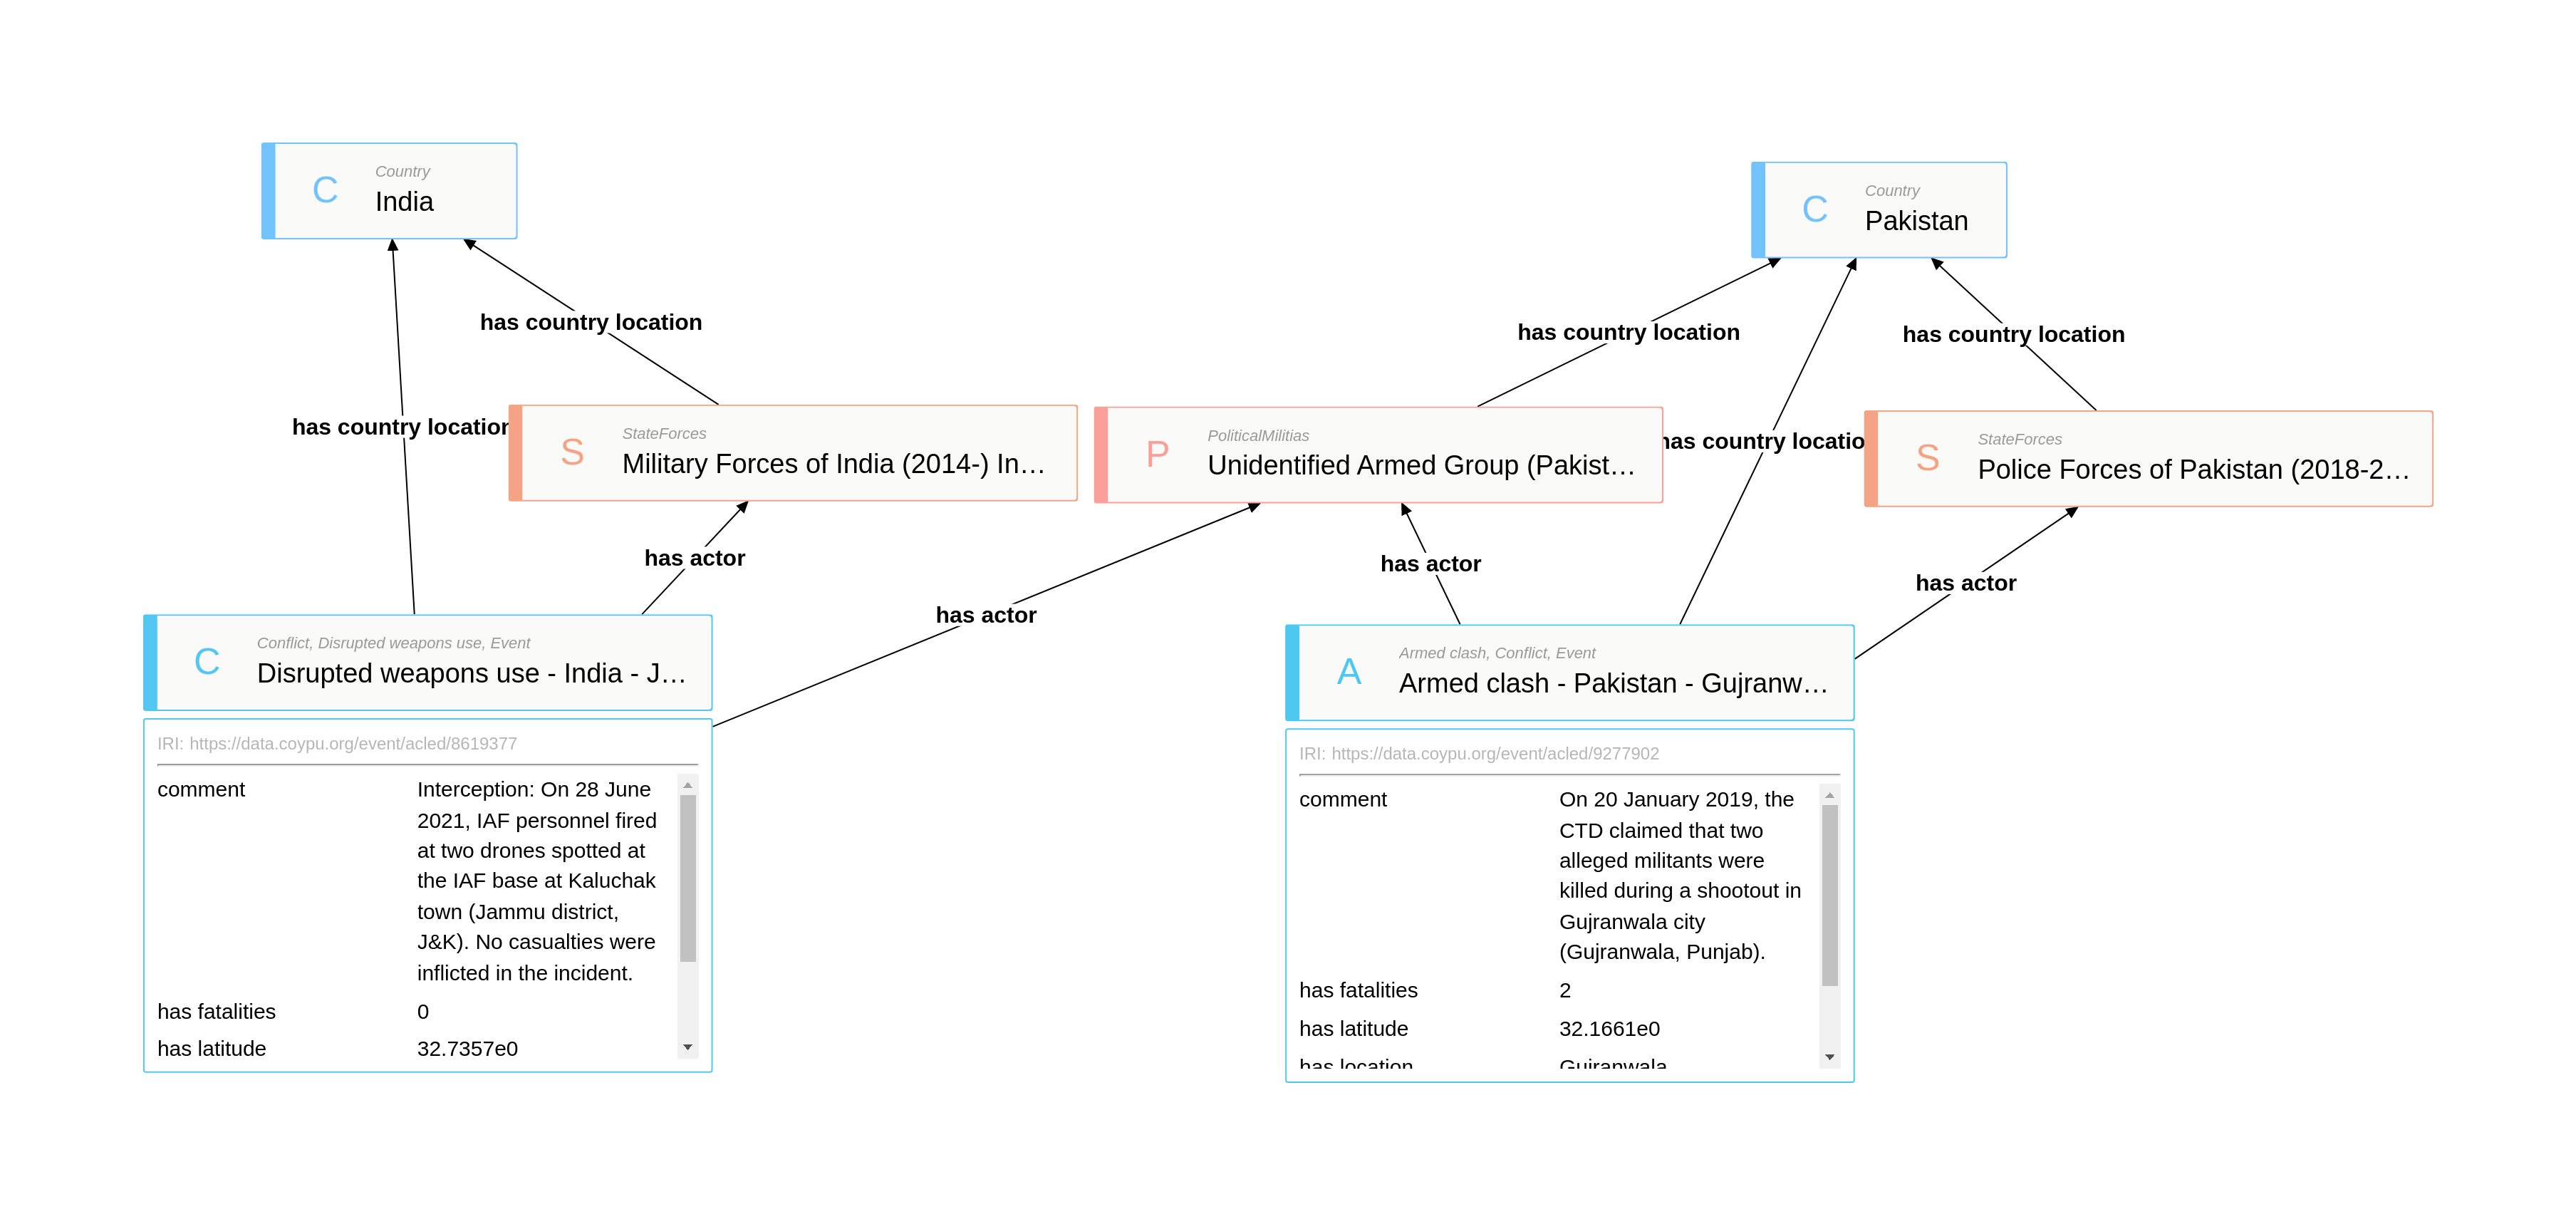 Country
C
India
Country
C
Pakistan
has country location
has country location
has country location
has country location
has country locatio
StateForces
S
Military Forces of India (2014-) In…
PoliticalMilitias
P
Unidentified Armed Group (Pakist…
StateForces
S
Police Forces of Pakistan (2018-2…
has actor
has actor
has actor
has actor
Conflict, Disrupted weapons use, Event
C
Disrupted weapons use - India - J…
IRI: https://data.coypu.org/event/acled/8619377
comment
Interception: On 28 June
2021, IAF personnel fired
at two drones spotted at
the IAF base at Kaluchak
town (Jammu district,
J&K). No casualties were
inflicted in the incident.
has fatalities 0
has latitude 32.7357e0
Armed clash, Conflict, Event
A
Armed clash - Pakistan - Gujranw…
IRI: https://data.coypu.org/event/acled/9277902
comment
On 20 January 2019, the
CTD claimed that two
alleged militants were
killed during a shootout in
Gujranwala city
(Gujranwala, Punjab).
has fatalities 2
has latitude 32.1661e0
has location Gujranwala